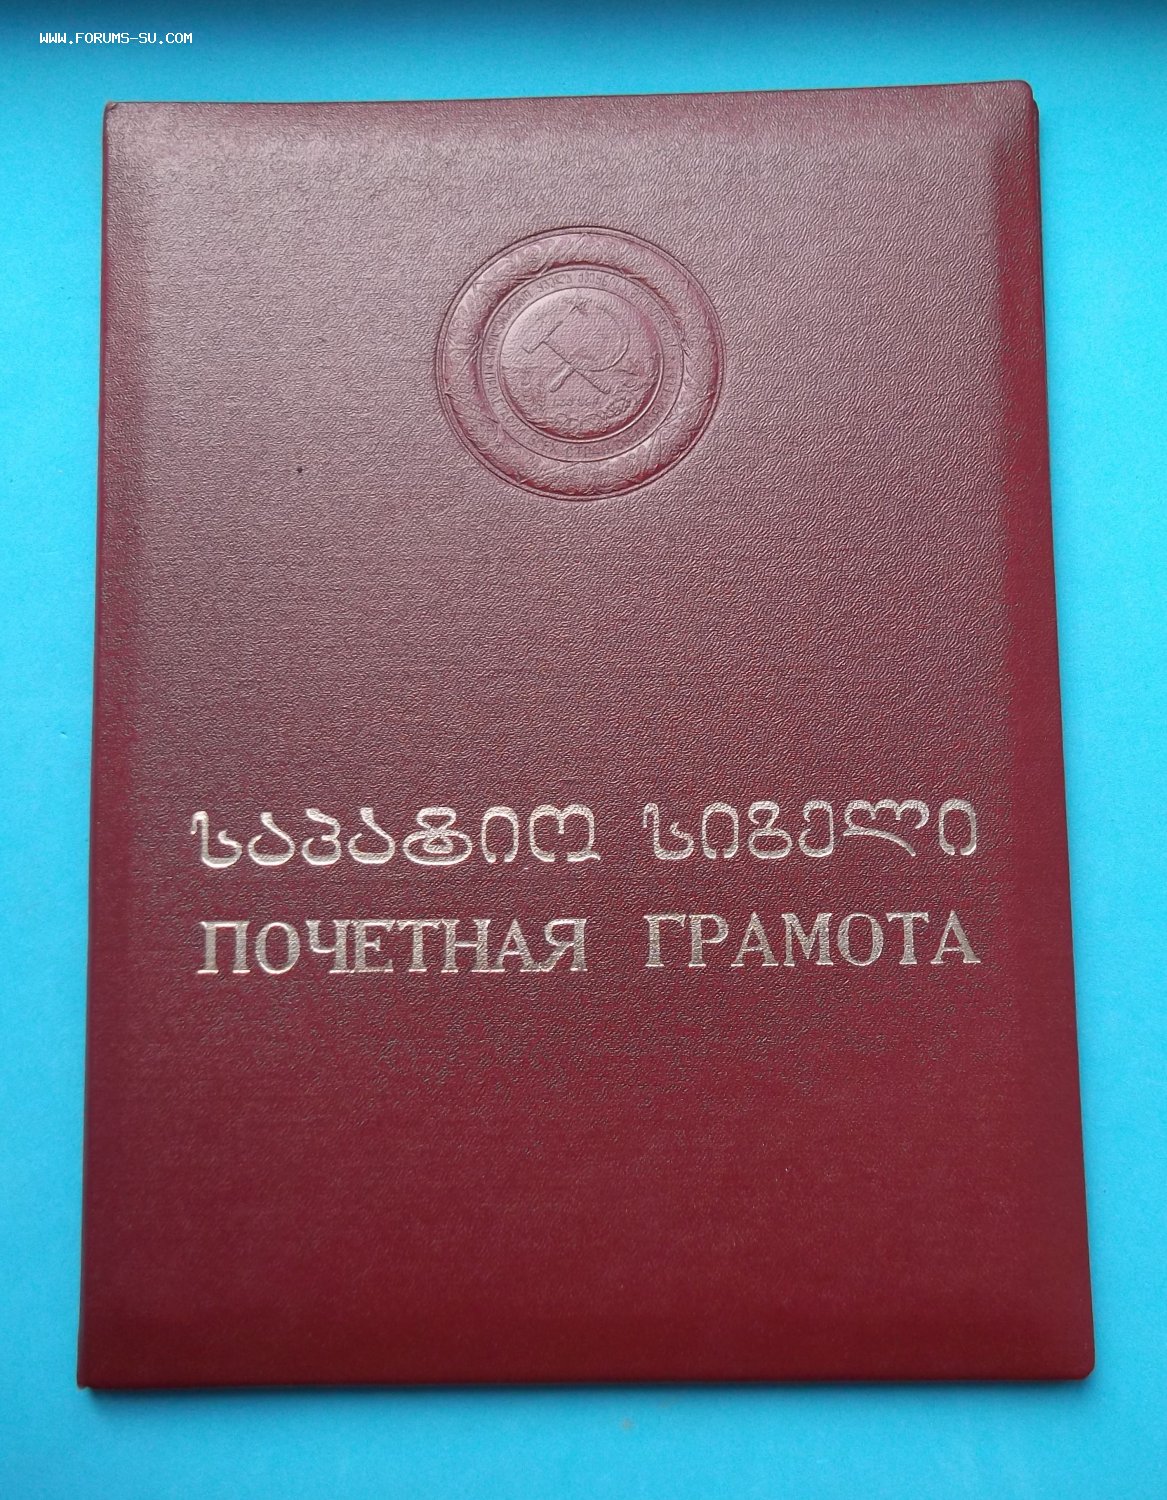 WWW.FORUMS-SU.COM
საპატიო სიგელი
ПОЧЕТНАЯ ГРАМОТА